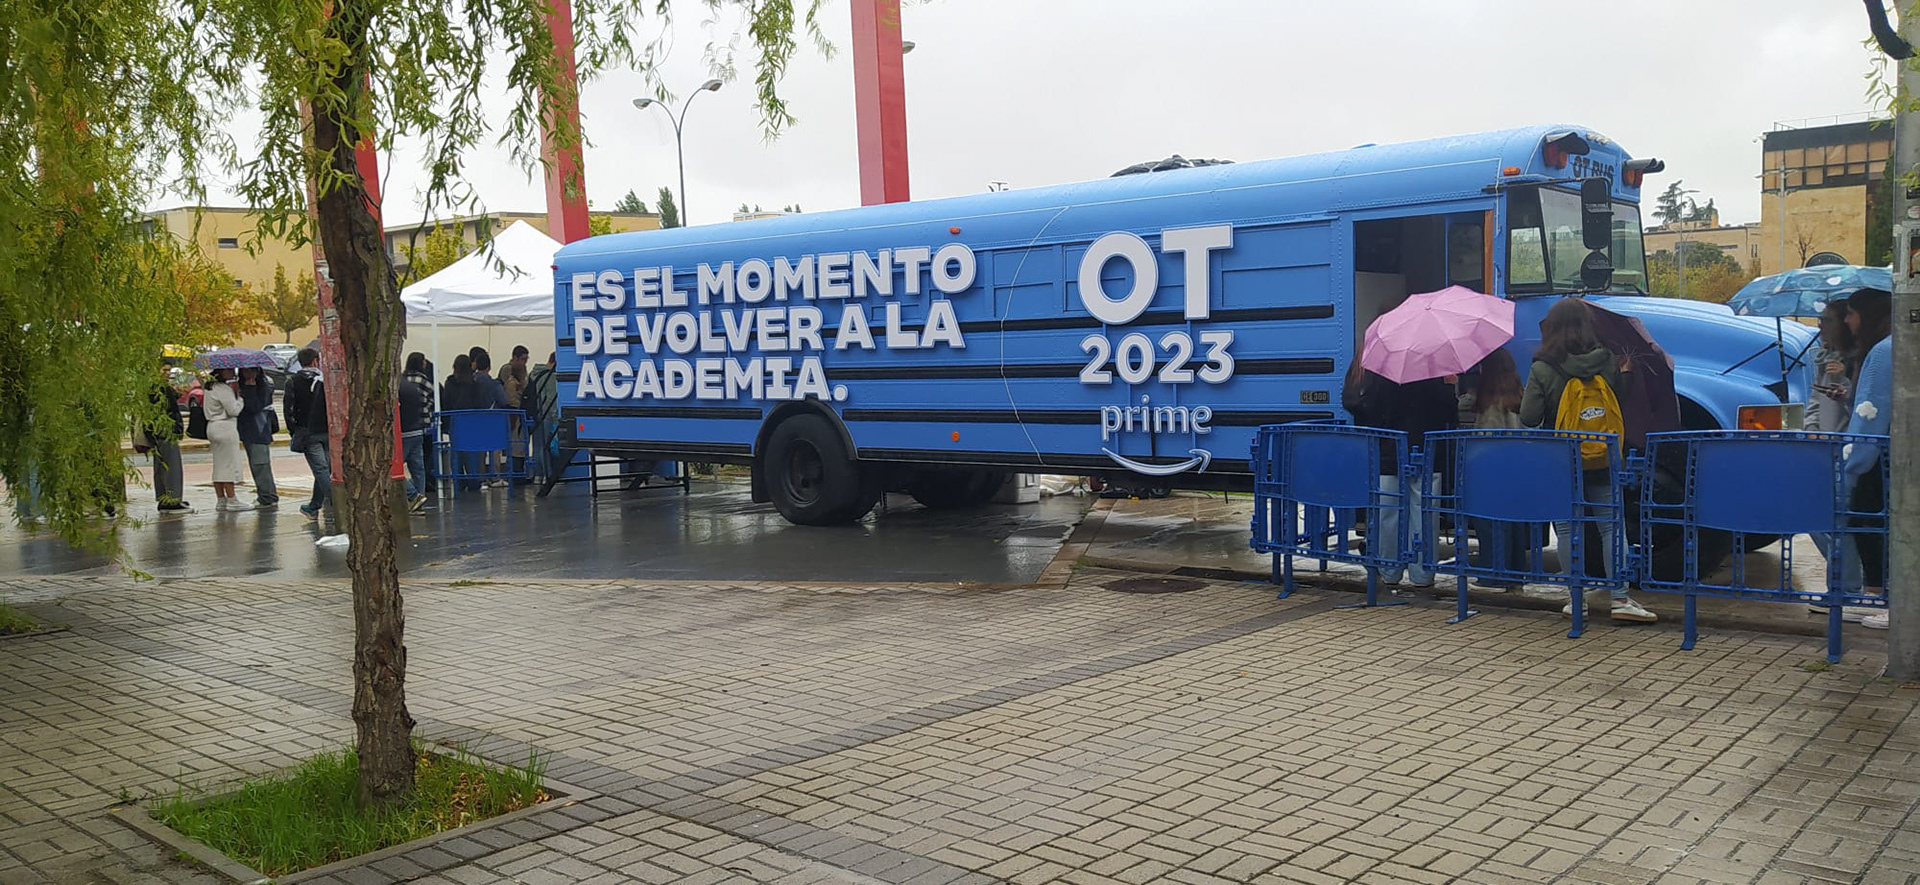 ES EL MOMENTO
DE VOLVER A LA
ACADEMIA.
OT
2023
prime
OT BUS